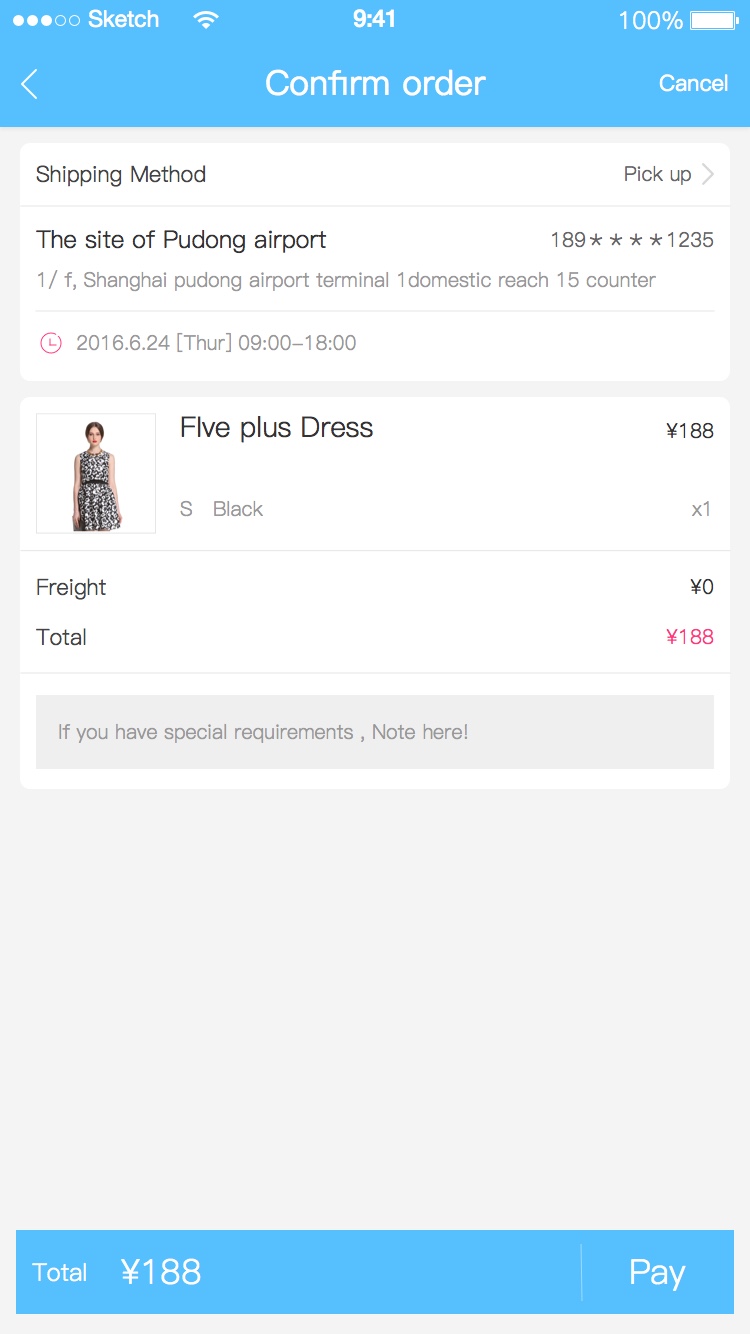 Sketch 9:41 100%
Confirm order Cancel
Shipping Method Pick up
The site of Pudong airport 189****1235
1/ f, Shanghai pudong airport terminal 1domestic reach 15 counter
2016.6.24 [Thur] 09:00-18:00
FIve plus Dress ¥188
S Black x1
Freight ¥0
Total ¥188
If you have special requirements , Note here!
Total ¥188 Pay